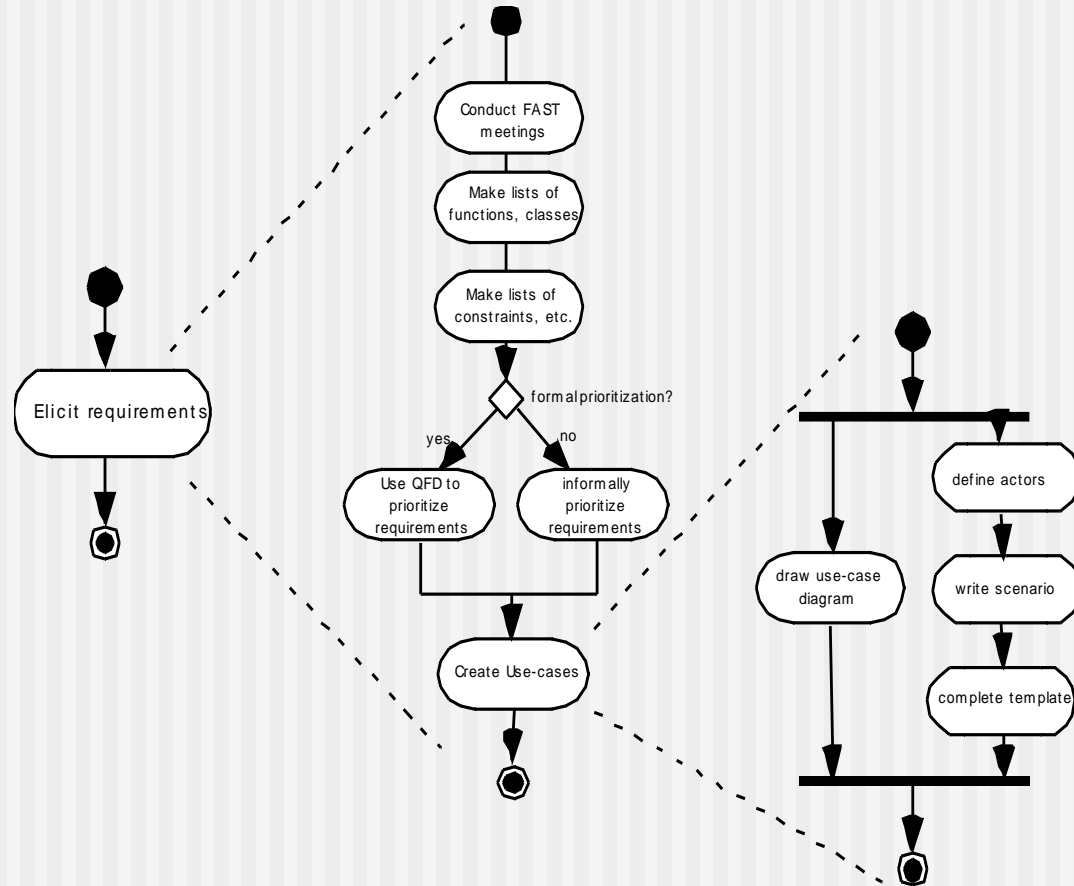 Elicit requirements
Conduct FAST
meetings
Make lists of
functions, classes
Make lists of
constraints, etc.
formal prioritization?
yes
no
Use QFD to
prioritize
requirements
informally
prioritize
requirements
Create Use-cases
draw use-case
diagram
define actors
write scenario
complete template